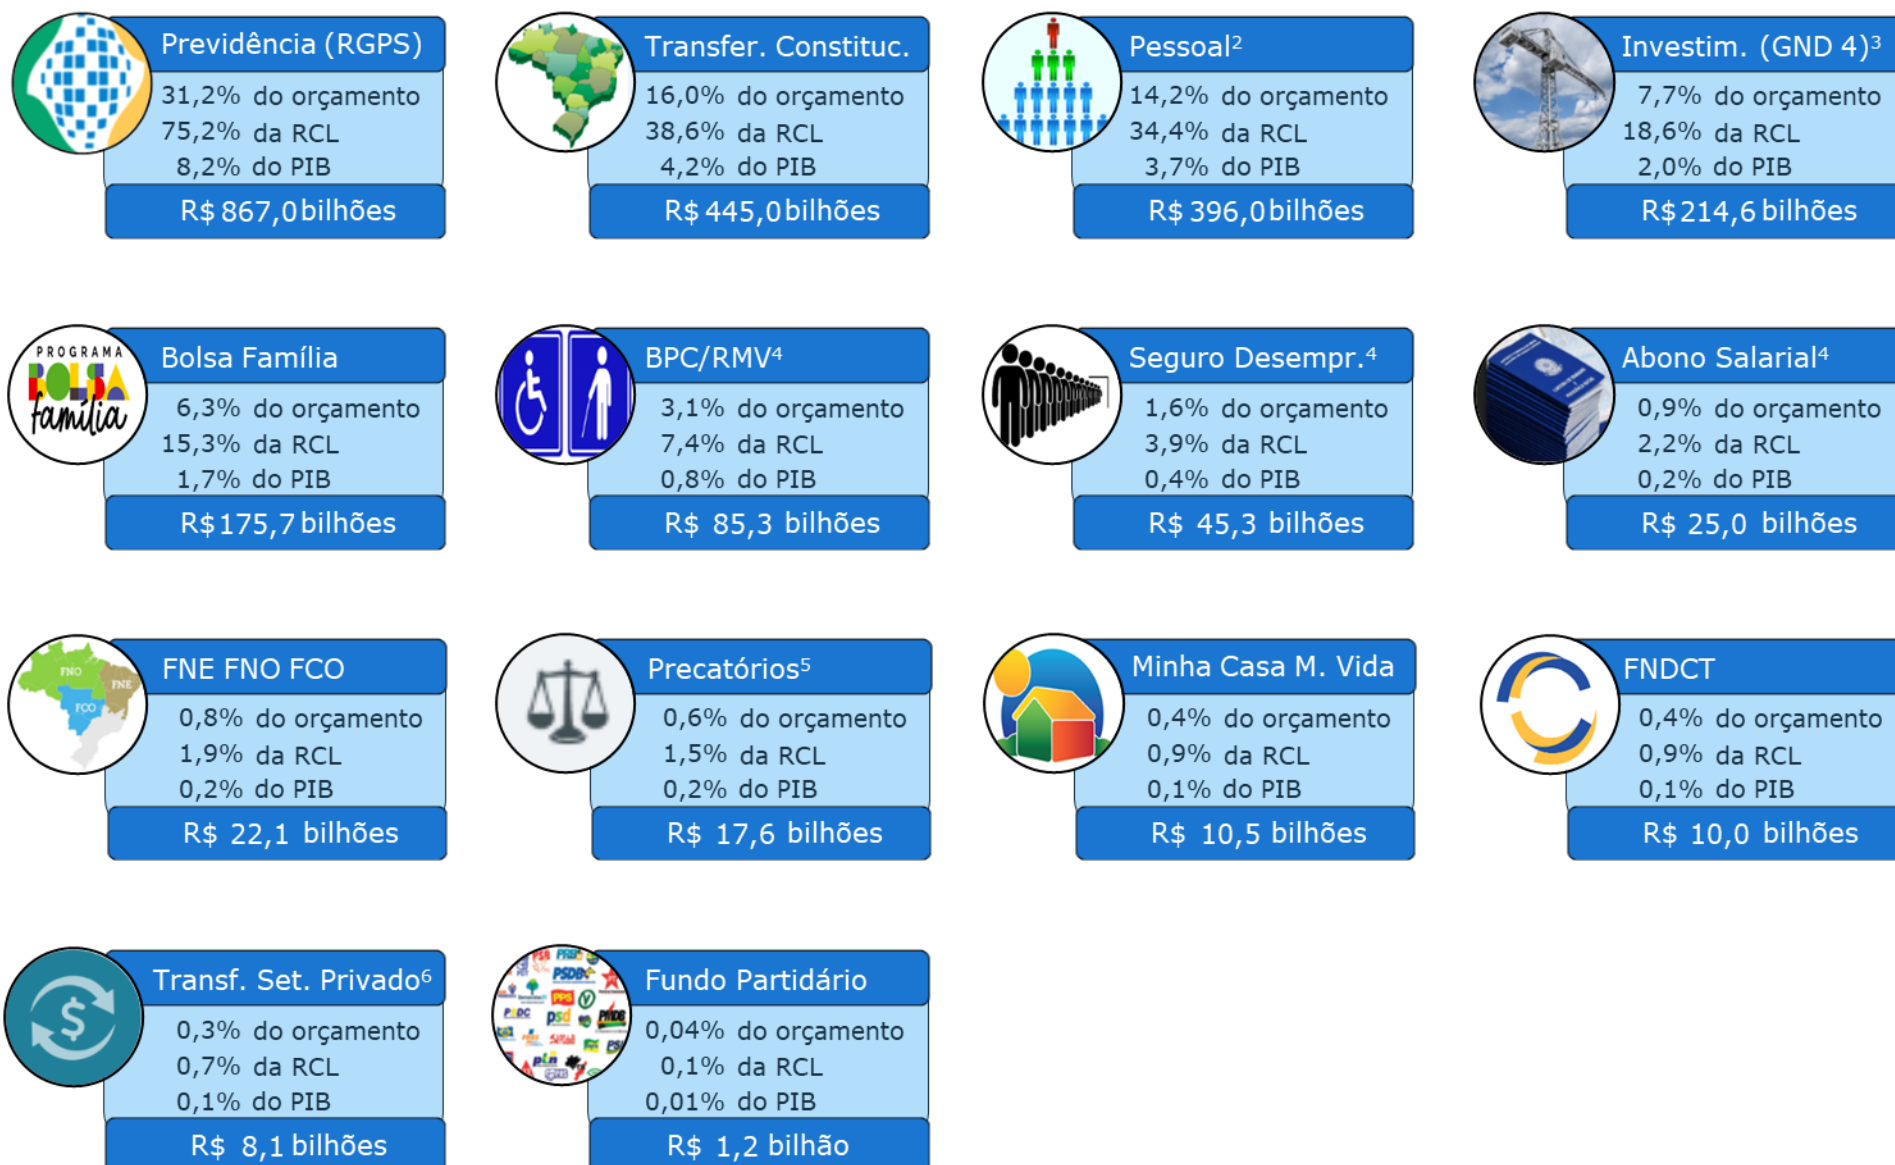 Previdência (RGPS)
31,2% do orçamento
75,2% da RCL
8,2% do PIB
R$ 867,0 bilhões
Transfer. Constituc.
16,0% do orçamento
38,6% da RCL
4,2% do PIB
R$ 445,0 bilhões
Pessoal²
14,2% do orçamento
34,4% da RCL
3,7% do PIB
R$ 396,0 bilhões
Investim. (GND 4)³
7,7% do orçamento
18,6% da RCL
2,0% do PIB
R$ 214,6 bilhões
PROGRAMA
BOLSA
família
Bolsa Família
6,3% do orçamento
15,3% da RCL
1,7% do PIB
R$ 175,7 bilhões
BPC/RMV⁴
3,1% do orçamento
7,4% da RCL
0,8% do PIB
R$ 85,3 bilhões
Seguro Desempr.⁴
1,6% do orçamento
3,9% da RCL
0,4% do PIB
R$ 45,3 bilhões
Abono Salarial⁴
0,9% do orçamento
2,2% da RCL
0,2% do PIB
R$ 25,0 bilhões
FNO
FNE
FCO
FNE FNO FCO
0,8% do orçamento
1,9% da RCL
0,2% do PIB
R$ 22,1 bilhões
Precatórios⁵
0,6% do orçamento
1,5% da RCL
0,2% do PIB
R$ 17,6 bilhões
Minha Casa M. Vida
0,4% do orçamento
0,9% da RCL
0,1% do PIB
R$ 10,5 bilhões
FNDCT
0,4% do orçamento
0,9% da RCL
0,1% do PIB
R$ 10,0 bilhões
$
Transf. Set. Privado⁶
0,3% do orçamento
0,7% da RCL
0,1% do PIB
R$ 8,1 bilhões
PSDB
PPS
PSDC
psd
PMDB
Fundo Partidário
0,04% do orçamento
0,1% da RCL
0,01% do PIB
R$ 1,2 bilhão